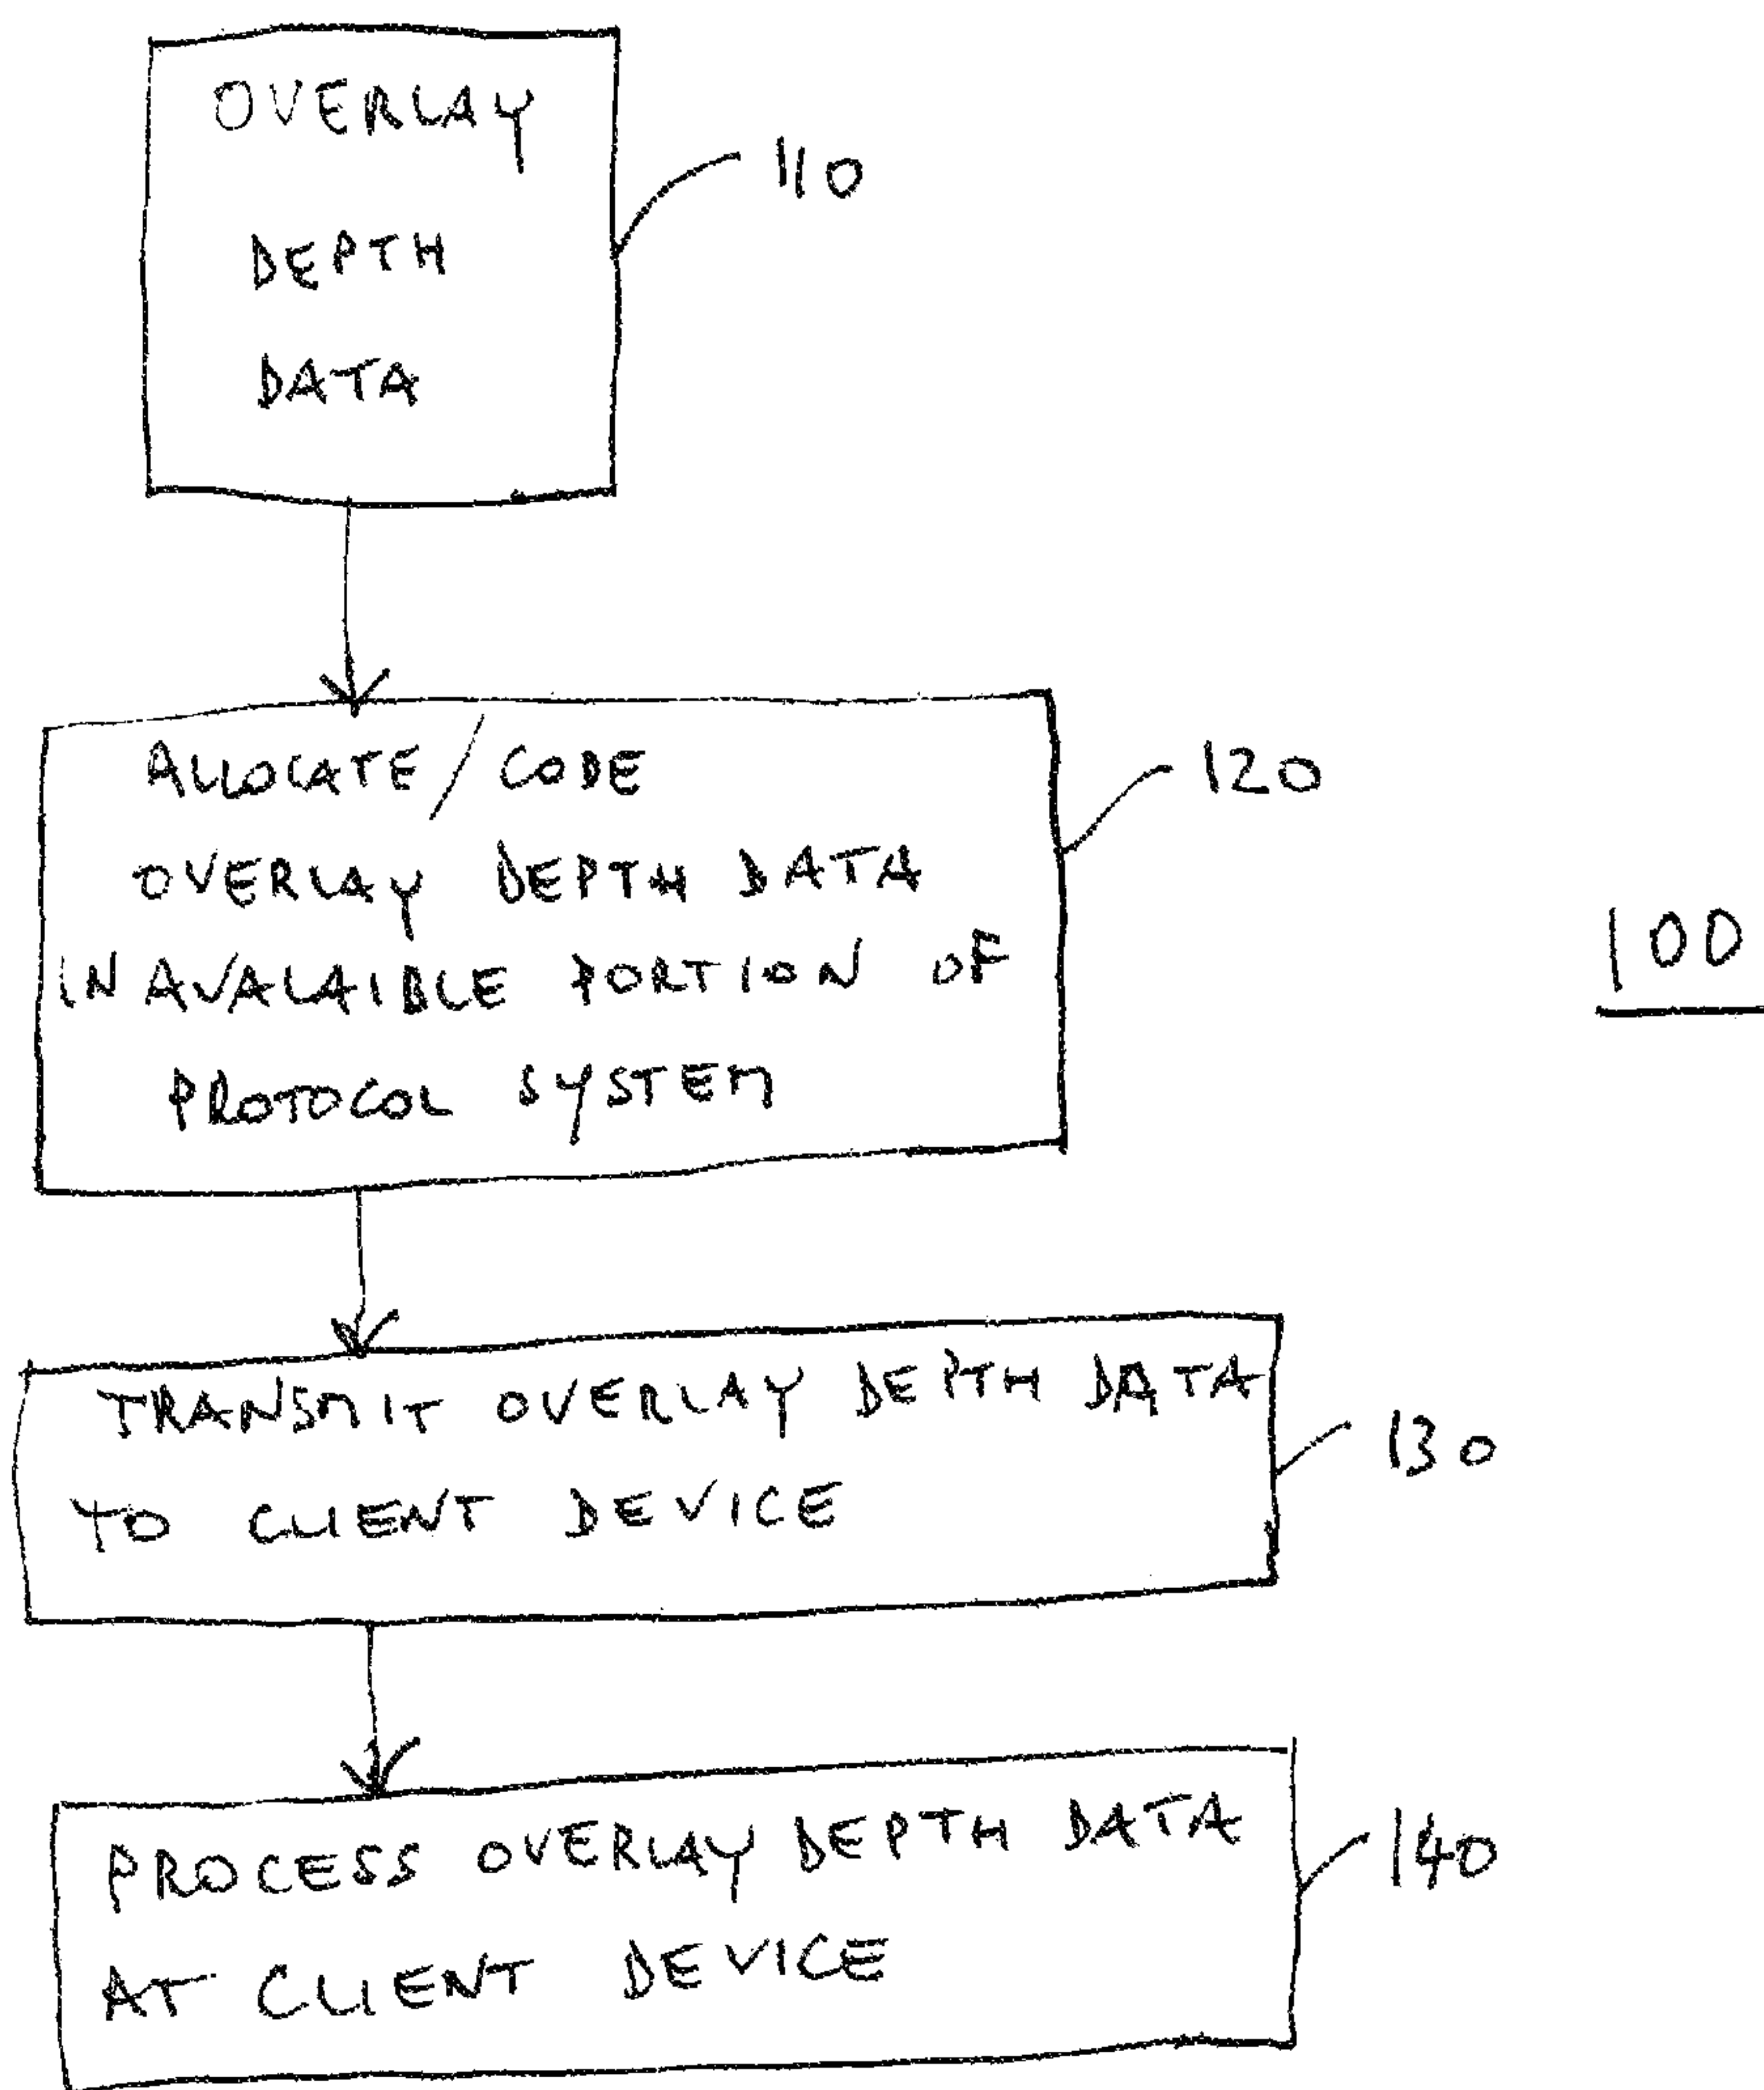 OVERLAY
DEPTH
DATA
110
ALLOCATE/CODE
OVERLAY DEPTH DATA
IN AVALAIBLE PORTION OF
PROTOCOL SYSTEM
120
100
TRANSMIT OVERLAY DEPTH DATA
TO CLIENT DEVICE
130
PROCESS OVERLAY DEPTH DATA
AT CLIENT DEVICE
140